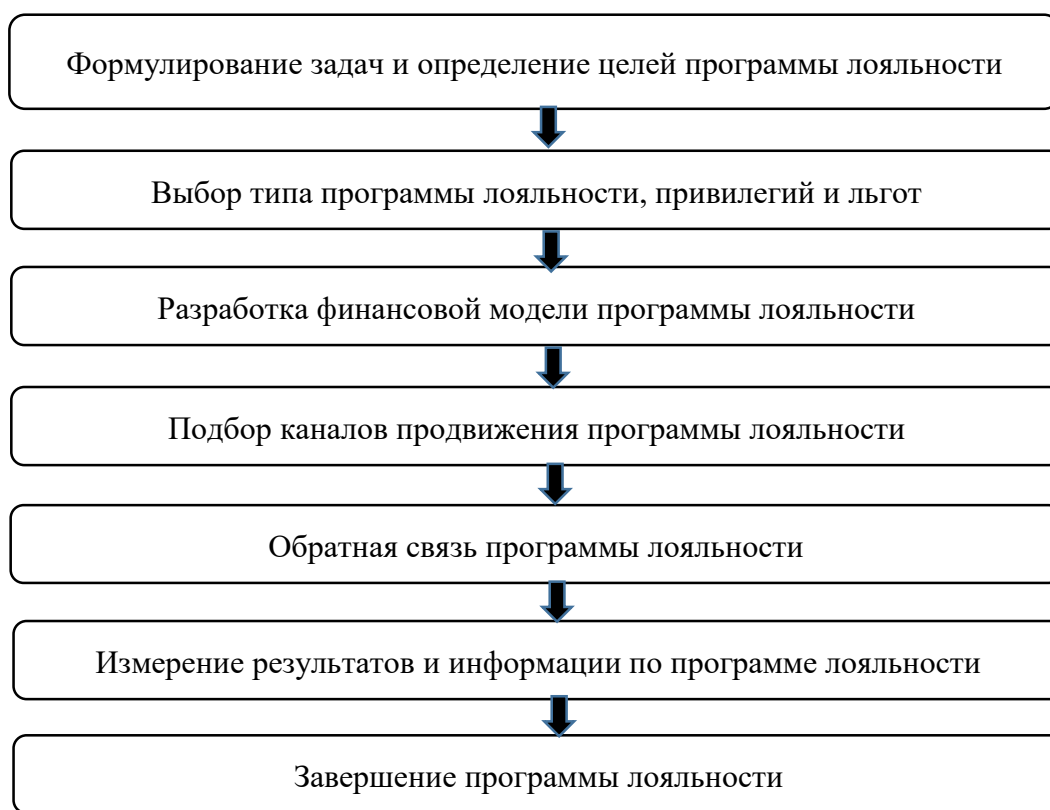 Формулирование задач и определение целей программы лояльности
Выбор типа программы лояльности, привилегий и льгот
Разработка финансовой модели программы лояльности
Подбор каналов продвижения программы лояльности
Обратная связь программы лояльности
Измерение результатов и информации по программе лояльности
Завершение программы лояльности